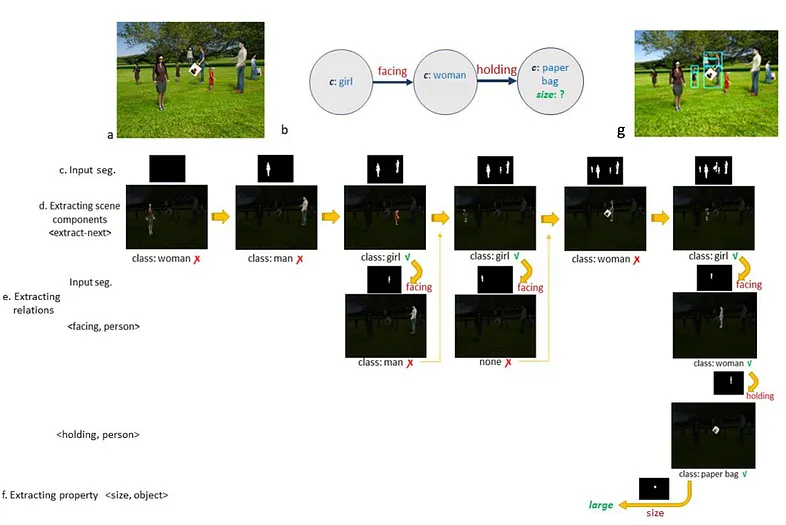 a
b
c: girl
facing
c: woman
holding
c: paper
bag
size: ?
g
c. Input seg.
d. Extracting scene
components
<extract-next>
class: woman ✗
class: man ✗
class: girl √
class: girl √
class: woman ✗
class: girl √
Input seg.
facing
facing
facing
e. Extracting
relations
<facing, person>
class: man ✗
none ✗
class: woman √
holding
<holding, person>
class: paper bag √
f. Extracting property <size, object>
large
size